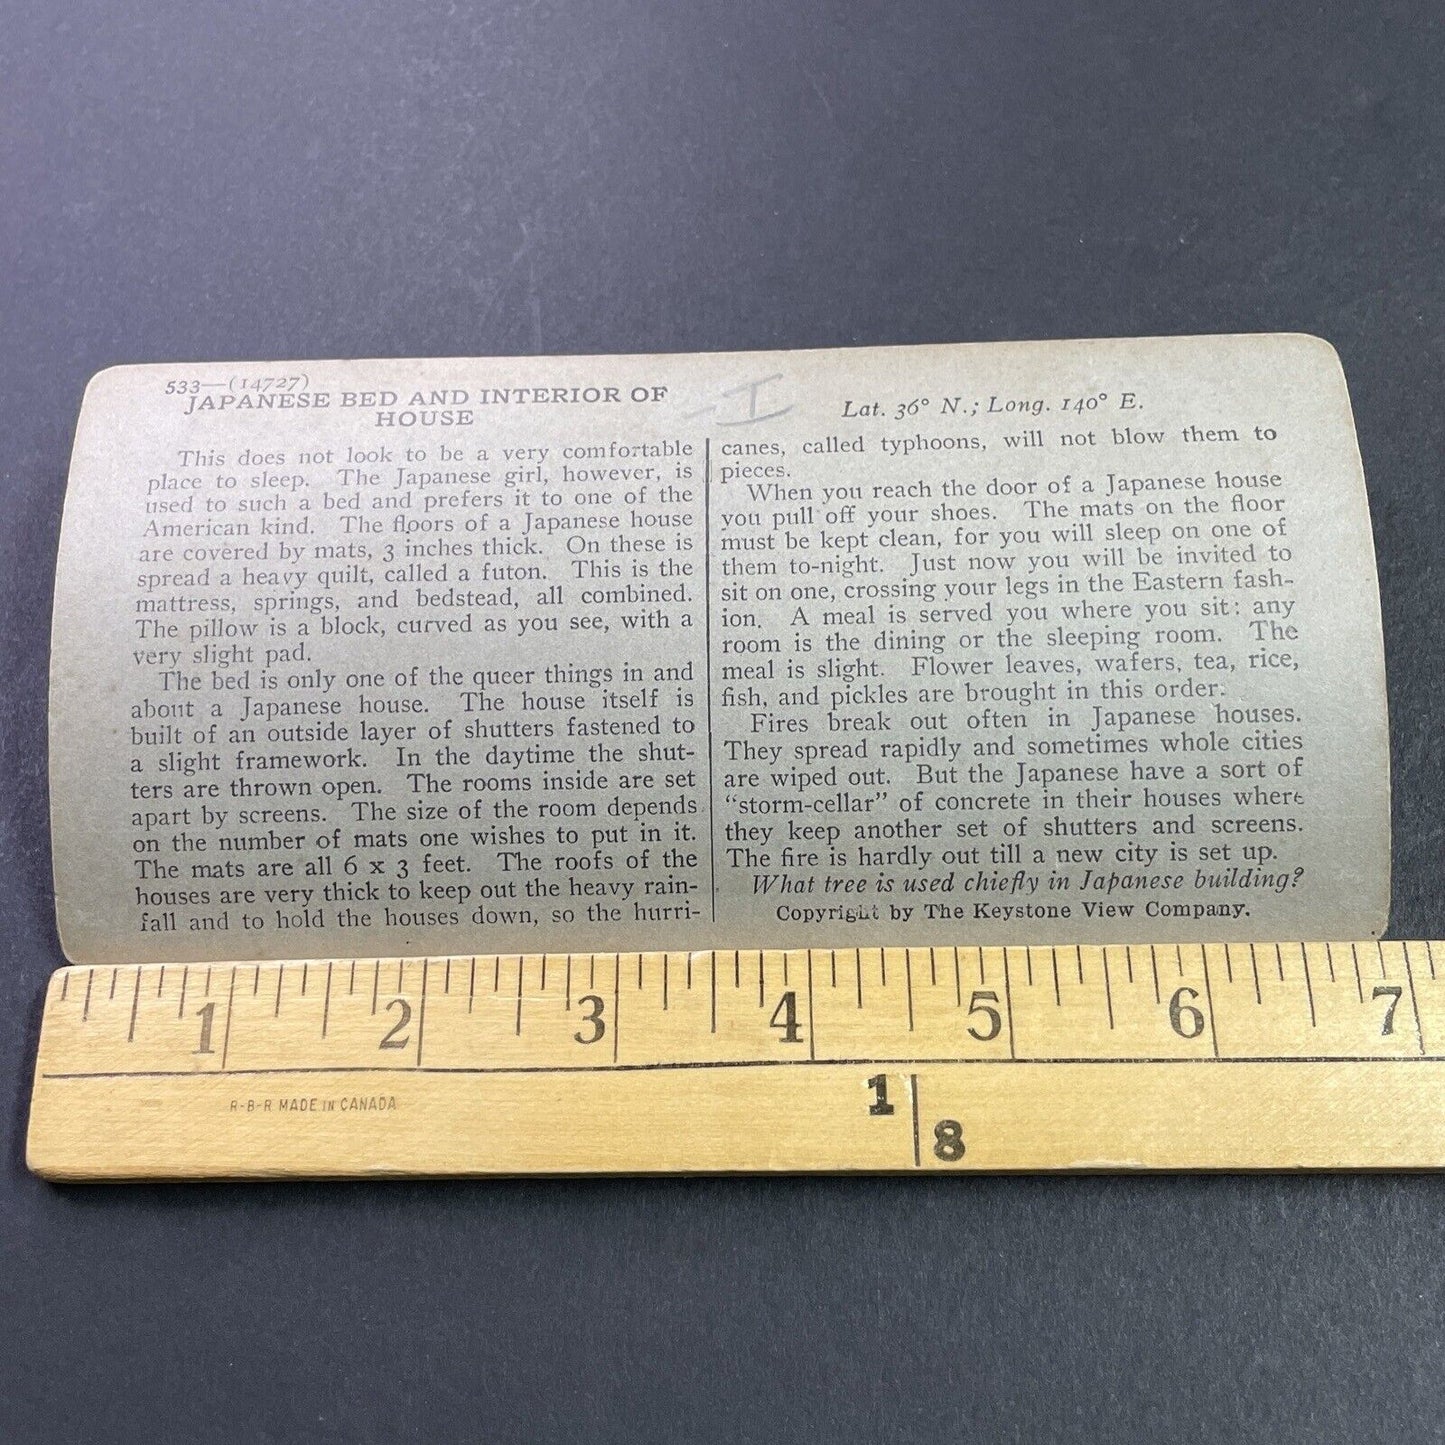 533—(14727)
JAPANESE BED AND INTERIOR OF
HOUSE
This does not look to be a very comfortable
place to sleep. The Japanese girl, however, is
used to such a bed and prefers it to one of the
American kind. The floors of a Japanese house
are covered by mats, 3 inches thick. On these is
spread a heavy quilt, called a futon. This is the
mattress, springs, and bedstead, all combined.
The pillow is a block, curved as you see, with a
very slight pad.
The bed is only one of the queer things in and
about a Japanese house. The house itself is
built of an outside layer of shutters fastened to
a slight framework. In the daytime the shut-
ters are thrown open. The rooms inside are set
apart by screens. The size of the room depends
on the number of mats one wishes to put in it.
The mats are all 6 x 3 feet. The roofs of the
houses are very thick to keep out the heavy rain-
fall and to hold the houses down, so the hurri-
I
Lat. 36° N.; Long. 140° E.
canes, called typhoons, will not blow them to
pieces.
When you reach the door of a Japanese house
you pull off your shoes. The mats on the floor
must be kept clean, for you will sleep on one of
them to-night. Just now you will be invited to
sit on one, crossing your legs in the Eastern fash-
ion. A meal is served you where you sit: any
room is the dining or the sleeping room. The
meal is slight. Flower leaves, wafers, tea, rice,
fish, and pickles are brought in this order.
Fires break out often in Japanese houses.
They spread rapidly and sometimes whole cities
are wiped out. But the Japanese have a sort of
"storm-cellar" of concrete in their houses where
they keep another set of shutters and screens.
The fire is hardly out till a new city is set up.
What tree is used chiefly in Japanese building?
Copyright by The Keystone View Company.
1 2 3 4 5 6 7
R-B-R MADE IN CANADA
1 8